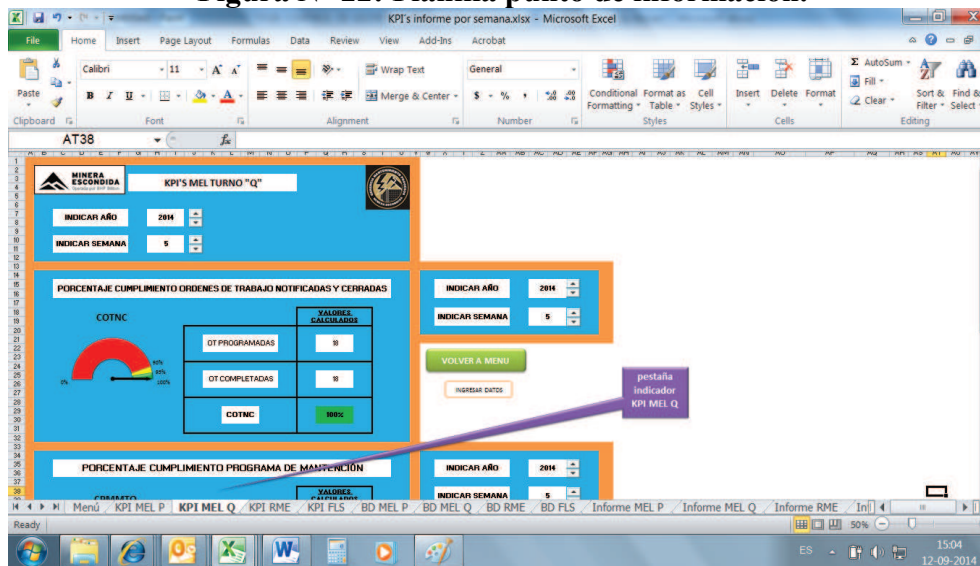 Figura N° 22: Planilla punto de información.
KPI's informe por semana.xlsx - Microsoft Excel
File Home Insert Page Layout Formulas Data Review View Add-Ins Acrobat
Paste
Calibri 11
Wrap Text
General
Merge & Center
Conditional Formatting
Format as Table
Cell Styles
Insert Delete Format
Σ AutoSum
Fill
Clear
Sort & Filter
Find & Select
Clipboard Font Alignment Number Styles Cells Editing
AT38 fx
MINERA
ESCONDIDA
KPI'S MEL TURNO "Q"
INDICAR AÑO 2014
INDICAR SEMANA 5
PORCENTAJE CUMPLIMIENTO ORDENES DE TRABAJO NOTIFICADAS Y CERRADAS
INDICAR AÑO 2014
COTNC
VALORES CALCULADOS
INDICAR SEMANA 5
OT PROGRAMADAS 18
VOLVER A MENU
OT COMPLETADAS 18
INGRESAR DATOS
0% 100%
COTNC 100%
pestaña
indicador
KPI MEL Q
PORCENTAJE CUMPLIMIENTO PROGRAMA DE MANTENCIÓN
INDICAR AÑO 2014
VALORES
INDICAR SEMANA 5
Menú KPI MEL P KPI MEL Q KPI RME KPI FLS BD MEL P BD MEL Q BD RME BD FLS Informe MEL P Informe MEL Q Informe RME
Ready 50%
ES 15:04
12-09-2014